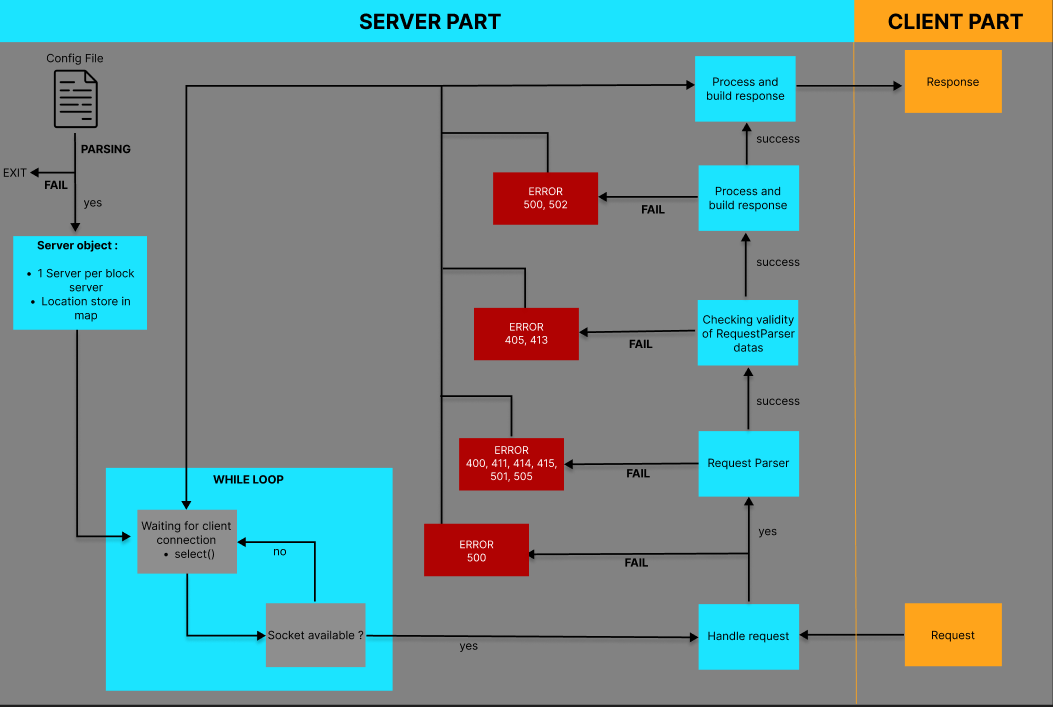 SERVER PART
CLIENT PART
Config File
PARSING
EXIT
FAIL
yes
Server object :
• 1 Server per block
server
• Location store in
map
WHILE LOOP
Waiting for client
connection
• select()
no
Socket available ?
yes
Process and
build response
Response
success
ERROR
500, 502
FAIL
Process and
build response
success
ERROR
405, 413
FAIL
Checking validity
of RequestParser
datas
success
ERROR
400, 411, 414, 415,
501, 505
FAIL
Request Parser
yes
ERROR
500
FAIL
Handle request
Request